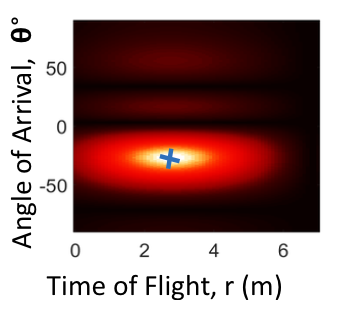 Angle of Arrival, θ°
50
0
-50
0 2 4 6
Time of Flight, r (m)